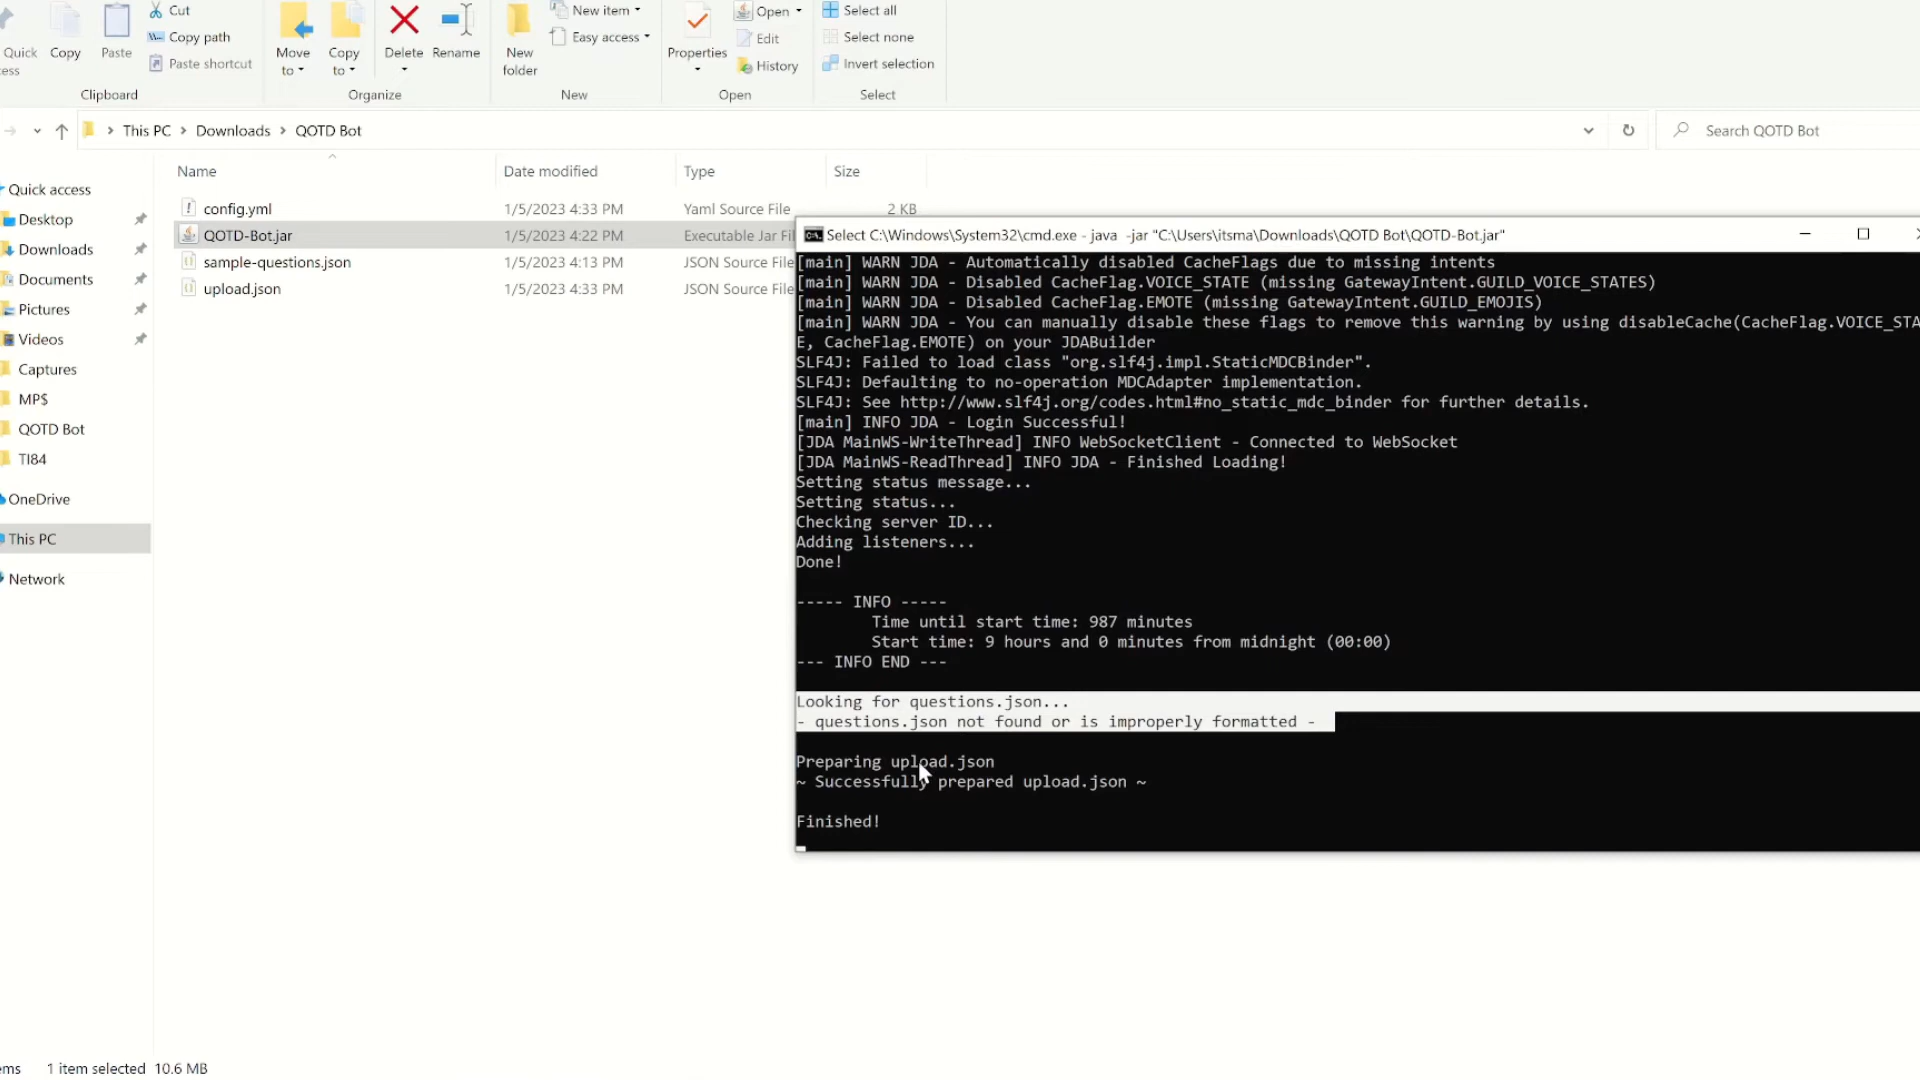 Cut
New item
Open
Select all
Quick
Copy
Paste
Copy path
Move
Copy
Delete
Rename
New
Easy access
Properties
Edit
Select none
ess
Paste shortcut
to
to
folder
History
Invert selection
Clipboard
Organize
New
Open
Select
This PC > Downloads > QOTD Bot
Search QOTD Bot
Name
Date modified
Type
Size
Quick access
Desktop
Downloads
Documents
Pictures
Videos
Captures
MP$
QOTD Bot
TI84
OneDrive
This PC
Network
config.yml 1/5/2023 4:33 PM Yaml Source File 2 KB
QOTD-Bot.jar 1/5/2023 4:22 PM Executable Jar Fil
sample-questions.json 1/5/2023 4:13 PM JSON Source File
upload.json 1/5/2023 4:33 PM JSON Source File
Select C:\Windows\System32\cmd.exe - java -jar "C:\Users\itsma\Downloads\QOTD Bot\QOTD-Bot.jar"
[main] WARN JDA - Automatically disabled CacheFlags due to missing intents
[main] WARN JDA - Disabled CacheFlag.VOICE_STATE (missing GatewayIntent.GUILD_VOICE_STATES)
[main] WARN JDA - Disabled CacheFlag.EMOTE (missing GatewayIntent.GUILD_EMOJIS)
[main] WARN JDA - You can manually disable these flags to remove this warning by using disableCache(CacheFlag.VOICE_STA
E, CacheFlag.EMOTE) on your JDABuilder
SLF4J: Failed to load class "org.slf4j.impl.StaticMDCBinder".
SLF4J: Defaulting to no-operation MDCAdapter implementation.
SLF4J: See http://www.slf4j.org/codes.html#no_static_mdc_binder for further details.
[main] INFO JDA - Login Successful!
[JDA MainWS-WriteThread] INFO WebSocketClient - Connected to WebSocket
[JDA MainWS-ReadThread] INFO JDA - Finished Loading!
Setting status message...
Setting status...
Checking server ID...
Adding listeners...
Done!
----- INFO -----
Time until start time: 987 minutes
Start time: 9 hours and 0 minutes from midnight (00:00)
--- INFO END ---
Looking for questions.json...
- questions.json not found or is improperly formatted -
Preparing upload.json
~ Successfully prepared upload.json ~
Finished!
ems 1 item selected 10.6 MB